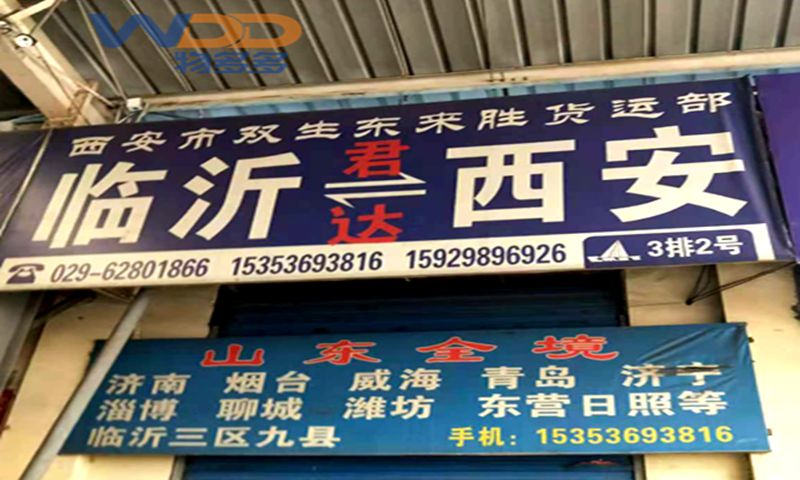 WDD
物多多
西安市双生东来胜货运部
临沂 君达 西安
029-62801866 15353693816 15929896926 3排2号
山东全境
济南 烟台 威海 青岛 济宁
淄博 聊城 潍坊 东营日照等
临沂三区九县 手机：15353693816